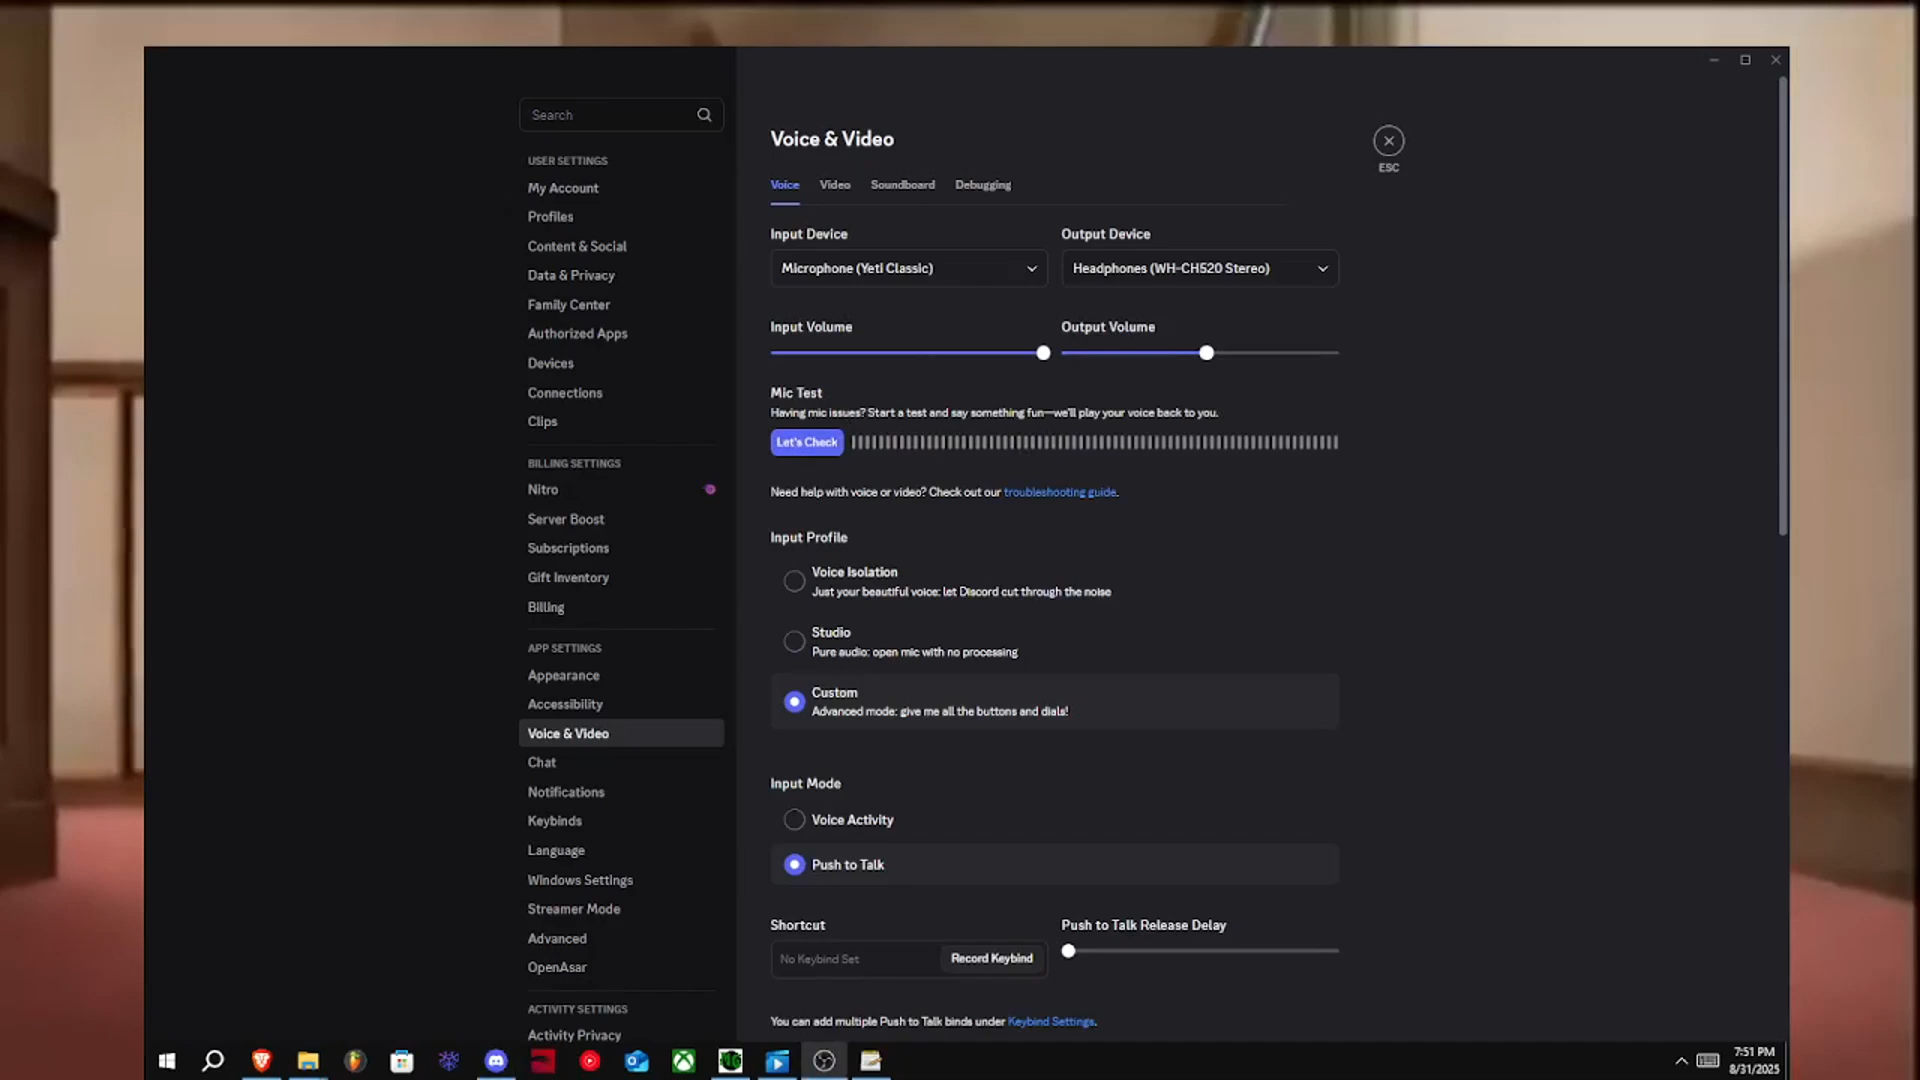 Search
USER SETTINGS
My Account
Profiles
Content & Social
Data & Privacy
Family Center
Authorized Apps
Devices
Connections
Clips
BILLING SETTINGS
Nitro
Server Boost
Subscriptions
Gift Inventory
Billing
APP SETTINGS
Appearance
Accessibility
Voice & Video
Chat
Notifications
Keybinds
Language
Windows Settings
Streamer Mode
Advanced
OpenAsar
ACTIVITY SETTINGS
Activity Privacy
Voice & Video
ESC
Voice Video Soundboard Debugging
Input Device Output Device
Microphone (Yeti Classic) Headphones (WH-CH520 Stereo)
Input Volume Output Volume
Mic Test
Having mic issues? Start a test and say something fun—we'll play your voice back to you.
Let's Check
Need help with voice or video? Check out our troubleshooting guide.
Input Profile
Voice Isolation
Just your beautiful voice: let Discord cut through the noise
Studio
Pure audio: open mic with no processing
Custom
Advanced mode: give me all the buttons and dials!
Input Mode
Voice Activity
Push to Talk
Shortcut Push to Talk Release Delay
No Keybind Set Record Keybind
You can add multiple Push to Talk binds under Keybind Settings.
7:51 PM
8/31/2025